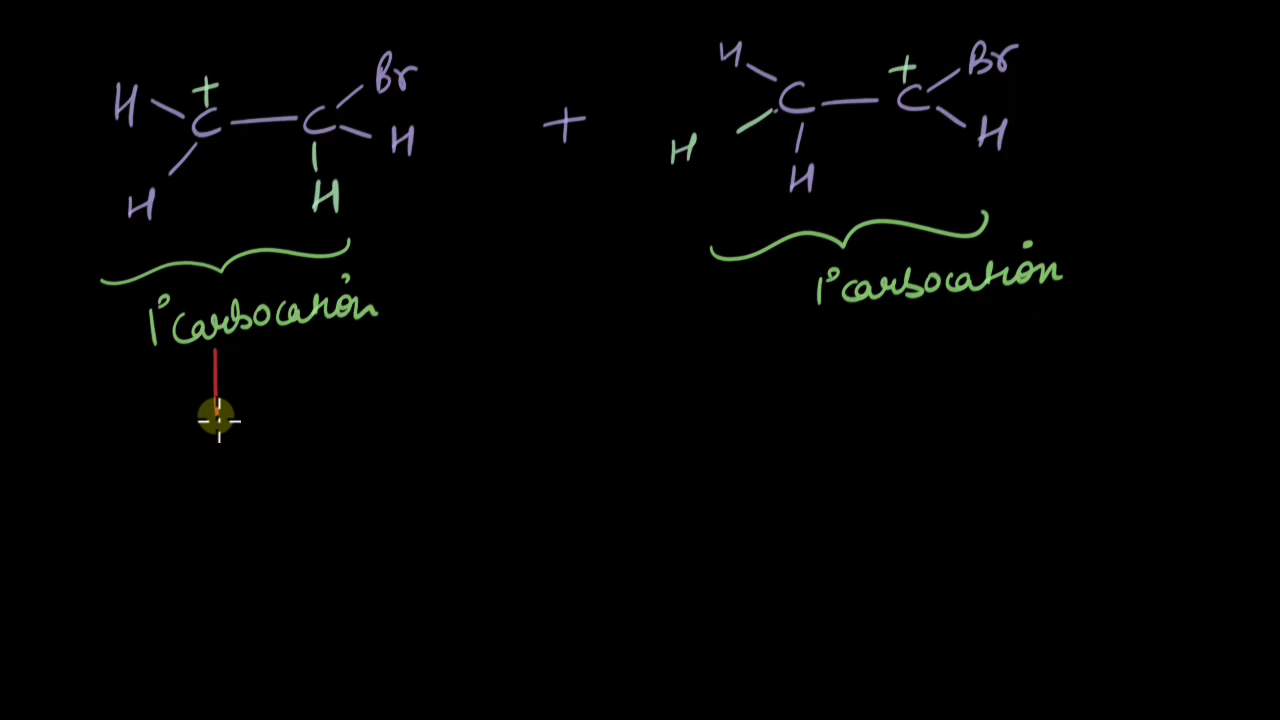 H + C C Br H H H
+
H C + C Br H H H
1° carbocation
1° carbocation